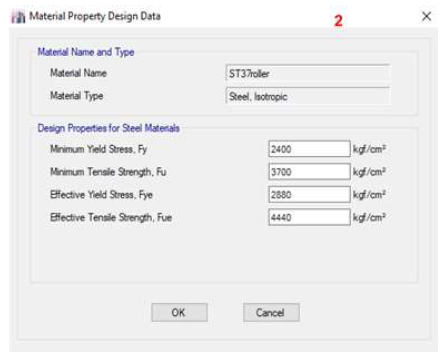 Material Property Design Data
2
Material Name and Type
Material Name ST37roller
Material Type Steel, Isotropic
Design Properties for Steel Materials
Minimum Yield Stress, Fy 2400 kgf/cm²
Minimum Tensile Strength, Fu 3700 kgf/cm²
Effective Yield Stress, Fye 2880 kgf/cm²
Effective Tensile Strength, Fue 4440 kgf/cm²
OK Cancel